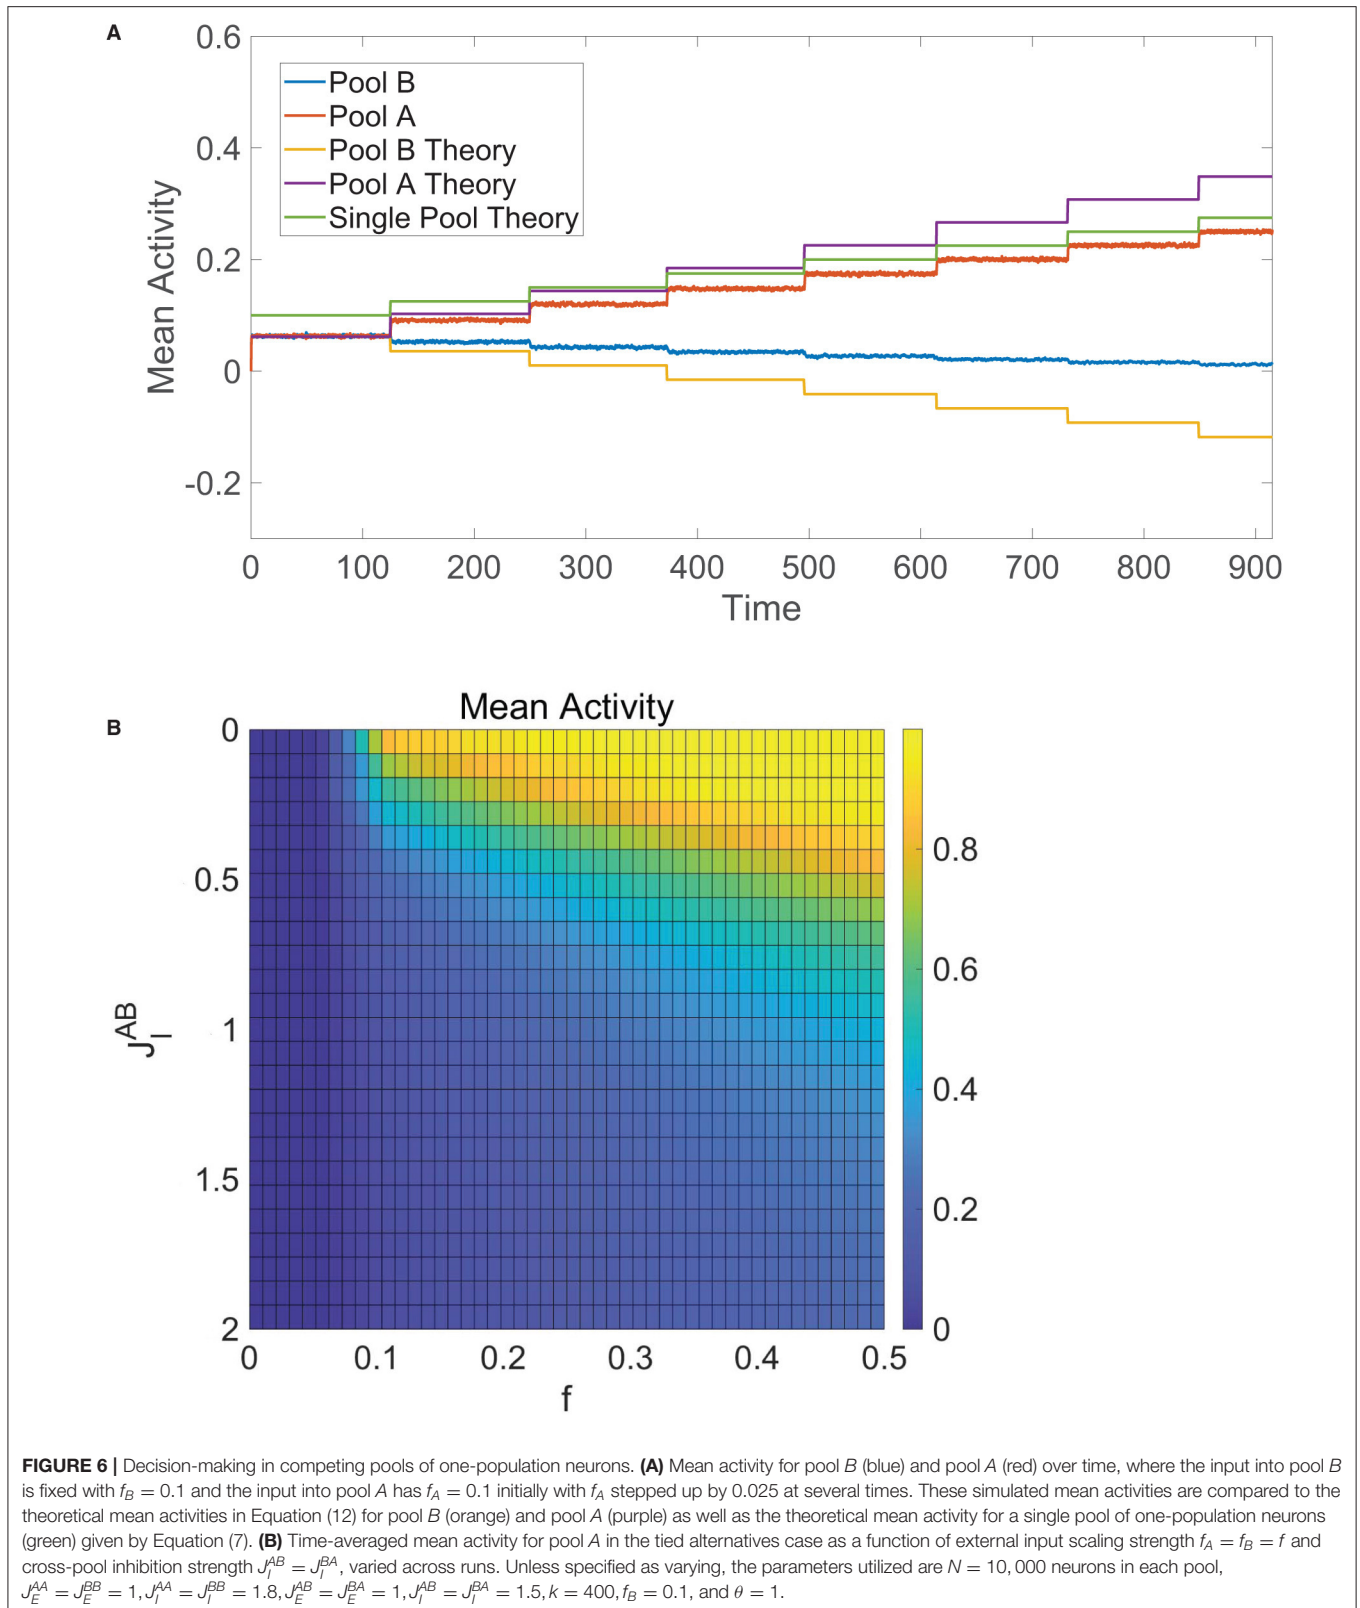 A
0.6
0.4
0.2
0
-0.2
Mean Activity
Pool B
Pool A
Pool B Theory
Pool A Theory
Single Pool Theory
0 100 200 300 400 500 600 700 800 900
Time
B
Mean Activity
0
0.5
1
1.5
2
J_I^AB
0 0.1 0.2 0.3 0.4 0.5
f
0.8
0.6
0.4
0.2
0
FIGURE 6 | Decision-making in competing pools of one-population neurons. (A) Mean activity for pool B (blue) and pool A (red) over time, where the input into pool B
is fixed with f_B = 0.1 and the input into pool A has f_A = 0.1 initially with f_A stepped up by 0.025 at several times. These simulated mean activities are compared to the
theoretical mean activities in Equation (12) for pool B (orange) and pool A (purple) as well as the theoretical mean activity for a single pool of one-population neurons
(green) given by Equation (7). (B) Time-averaged mean activity for pool A in the tied alternatives case as a function of external input scaling strength f_A = f_B = f and
cross-pool inhibition strength J_I^AB = J_I^BA, varied across runs. Unless specified as varying, the parameters utilized are N = 10, 000 neurons in each pool,
J_E^AA = J_E^BB = 1, J_I^AA = J_I^BB = 1.8, J_E^AB = J_E^BA = 1, J_I^AB = J_I^BA = 1.5, k = 400, f_B = 0.1, and θ = 1.